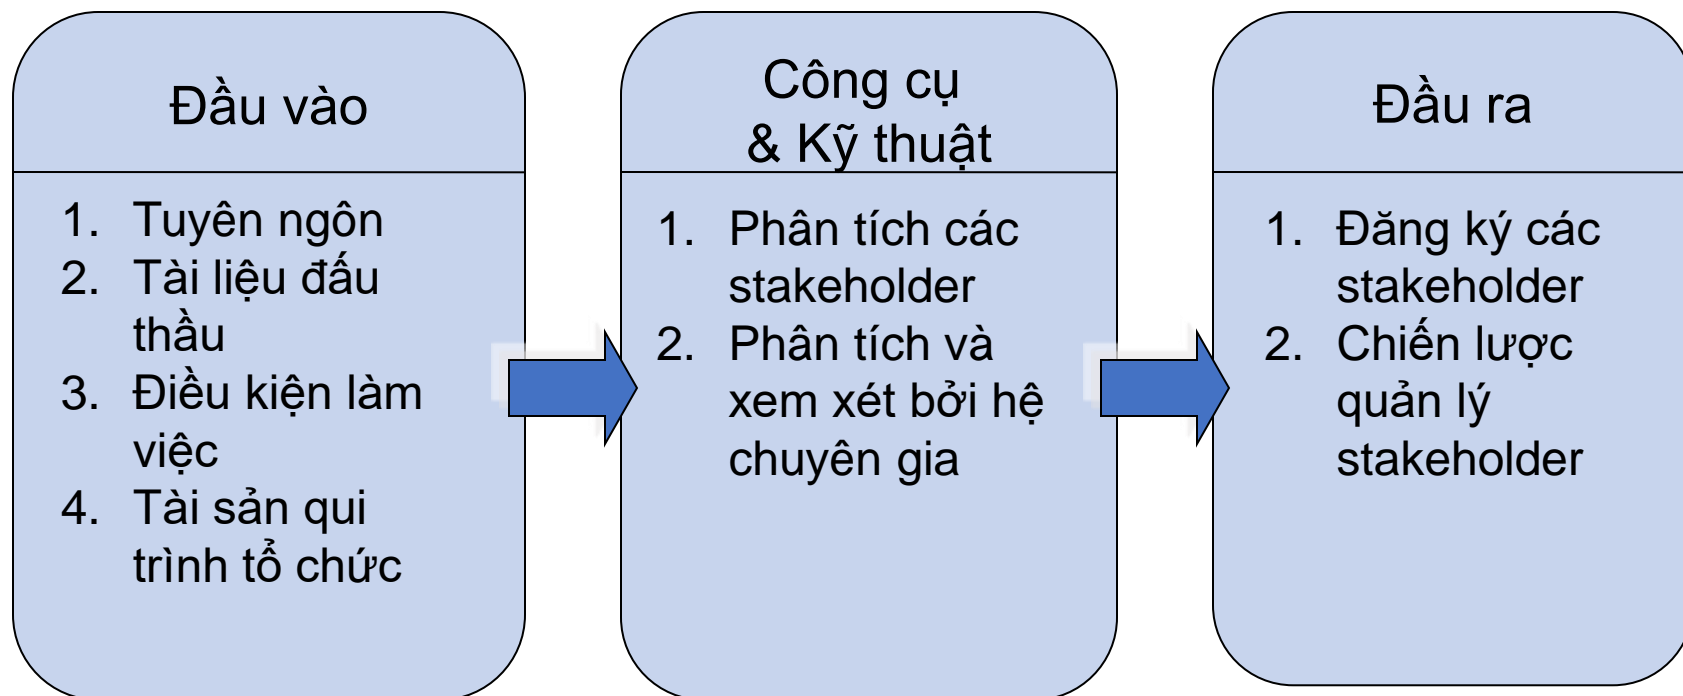 Đầu vào
1. Tuyên ngôn
2. Tài liệu đấu
thầu
3. Điều kiện làm
việc
4. Tài sản qui
trình tổ chức
Công cụ
& Kỹ thuật
1. Phân tích các
stakeholder
2. Phân tích và
xem xét bởi hệ
chuyên gia
Đầu ra
1. Đăng ký các
stakeholder
2. Chiến lược
quản lý
stakeholder